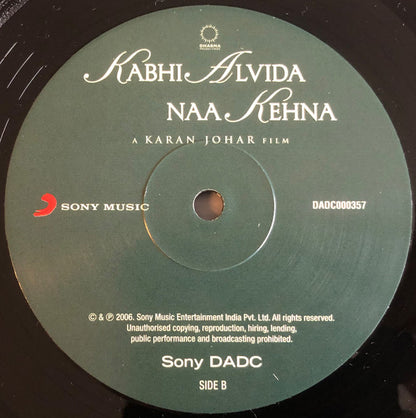 DHARMA
PRODUCTIONS
KABHI ALVIDA
NAA KEHNA
A KARAN JOHAR FILM
SONY MUSIC
DADC000357
© & ℗ 2006. Sony Music Entertainment India Pvt. Ltd. All rights reserved.
Unauthorised copying, reproduction, hiring, lending,
public performance and broadcasting prohibited.
Sony DADC
SIDE B